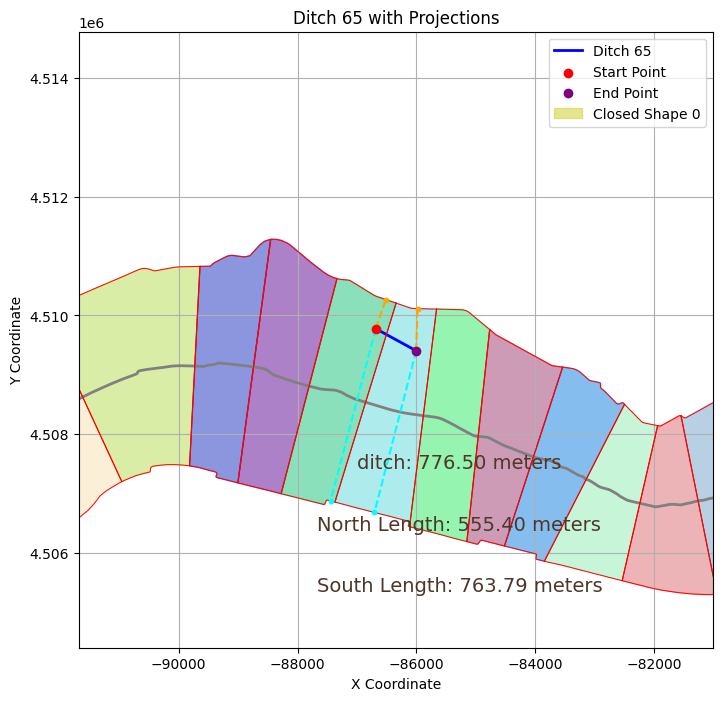 Ditch 65 with Projections
1e6
Ditch 65
Start Point
End Point
Closed Shape 0
4.514
4.512
4.510
4.508
4.506
Y Coordinate
ditch: 776.50 meters
North Length: 555.40 meters
South Length: 763.79 meters
−90000
−88000
−86000
−84000
−82000
X Coordinate